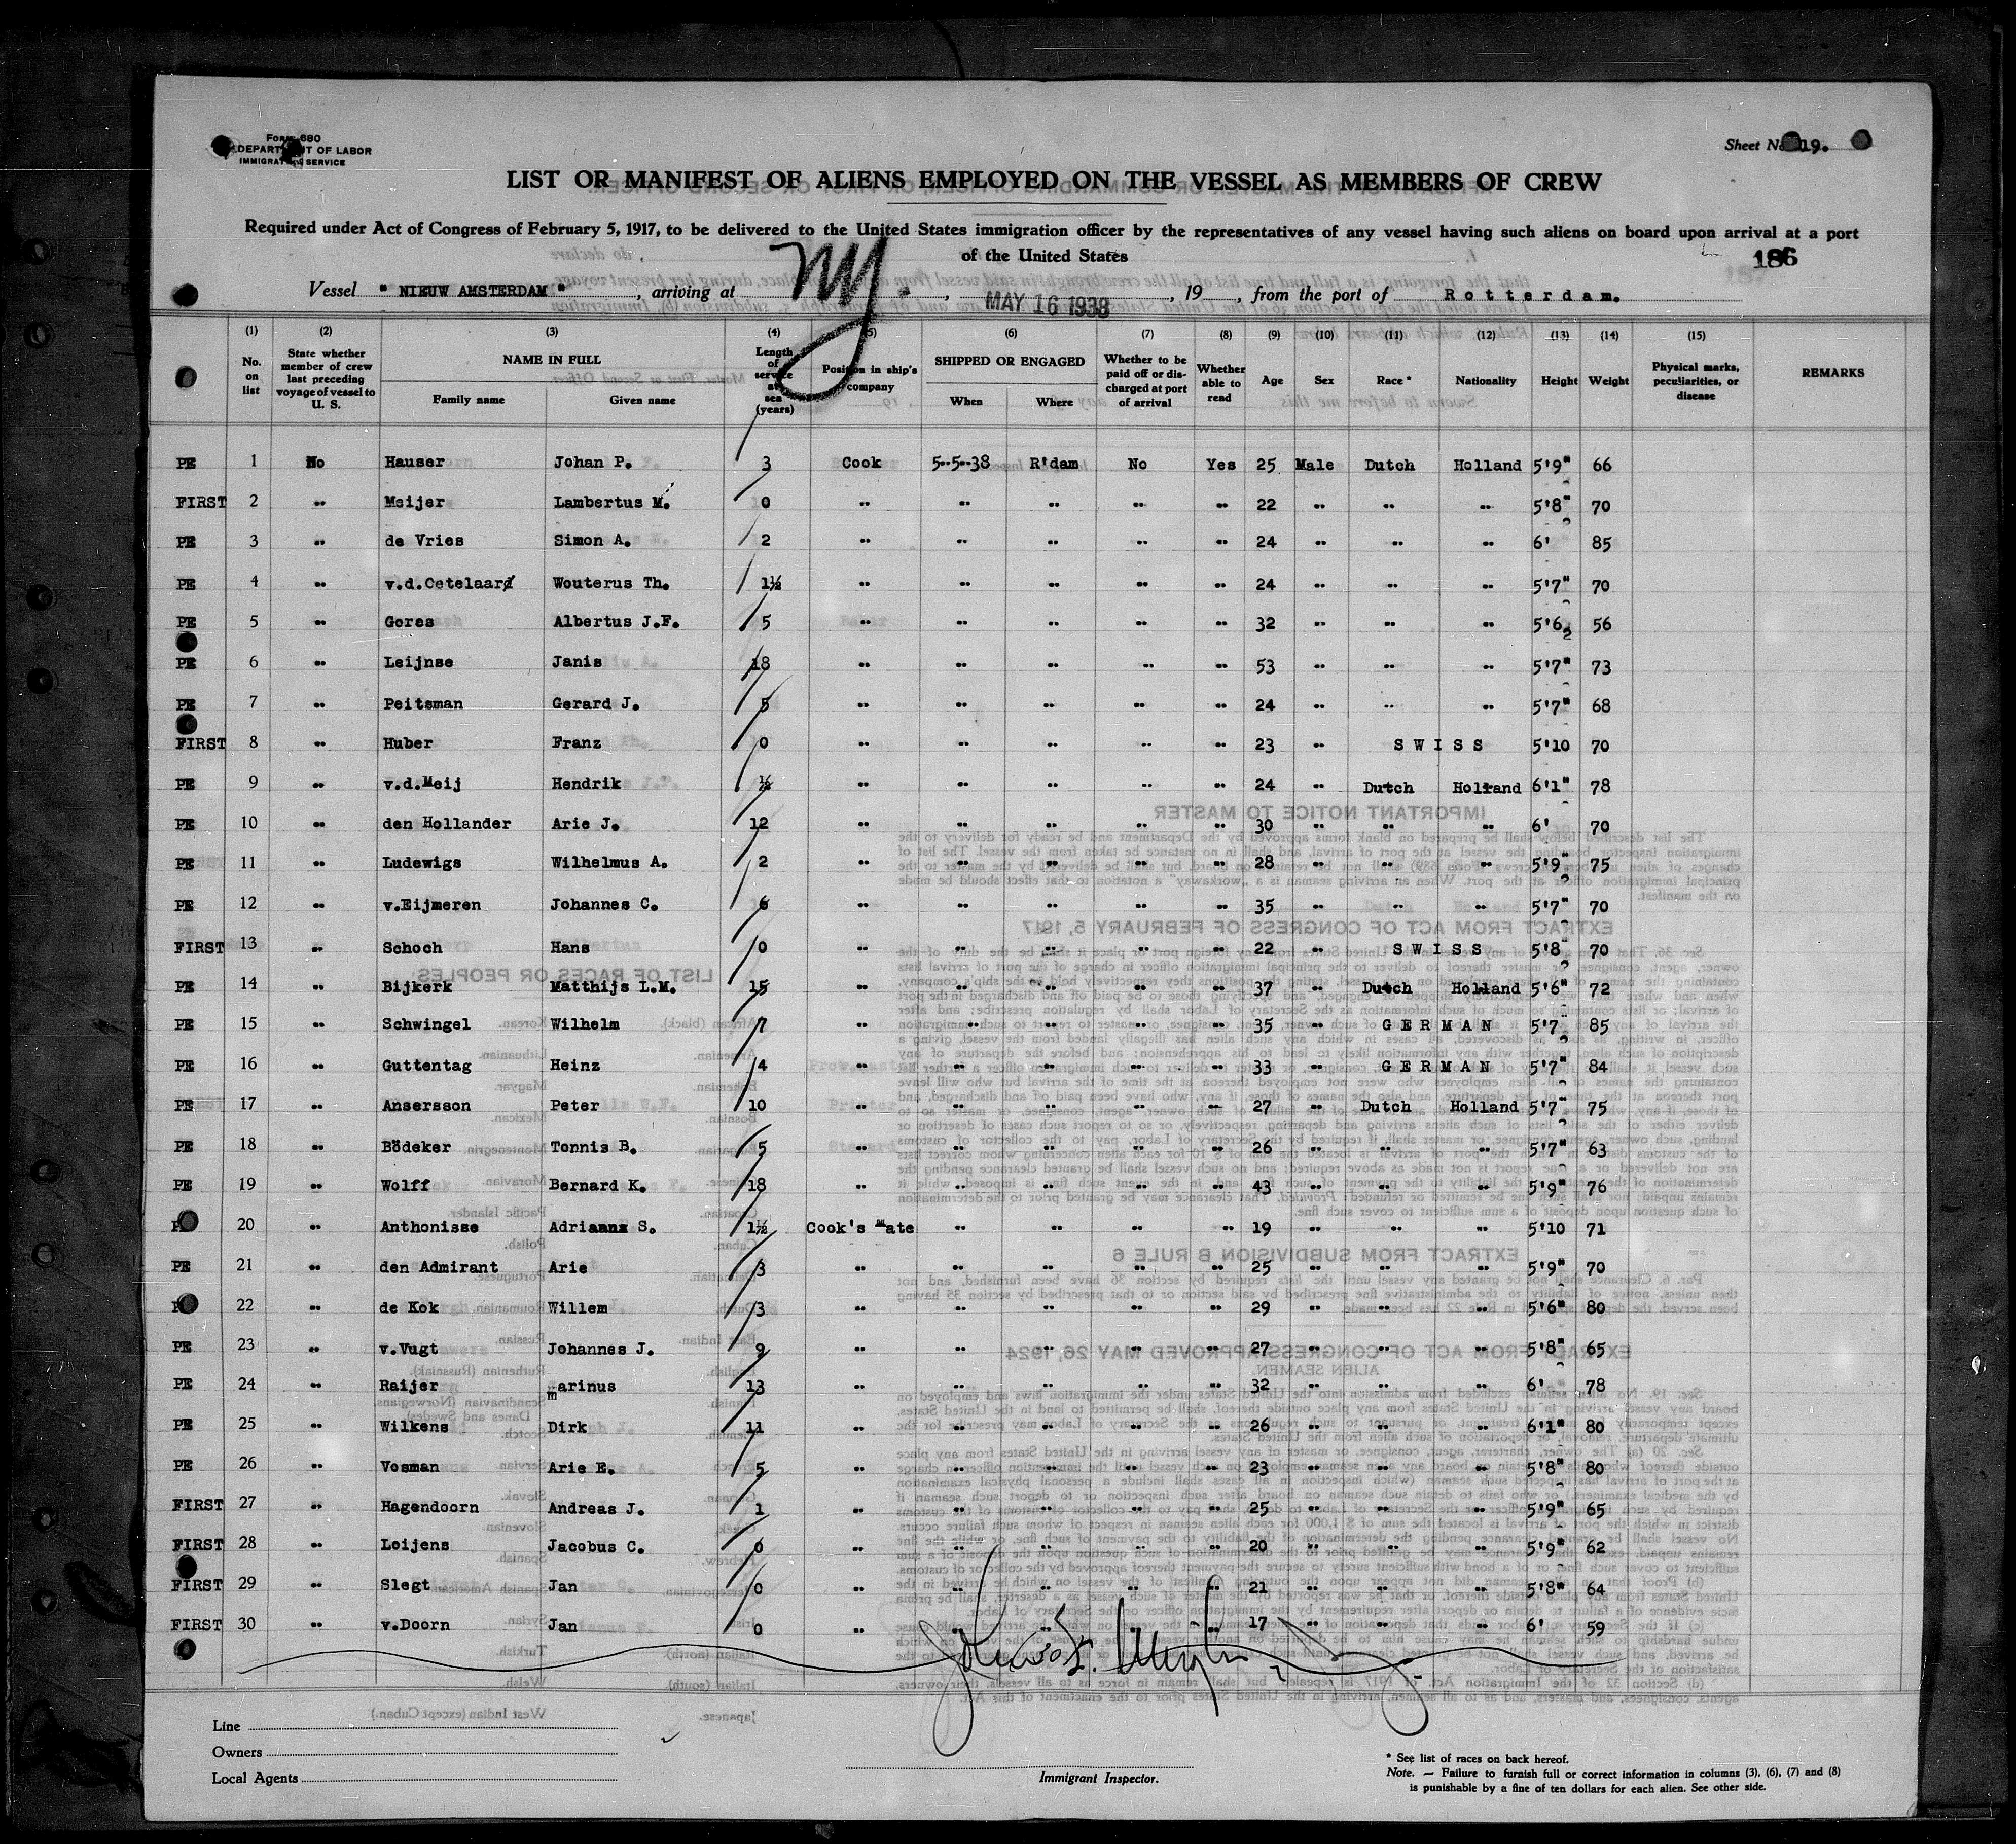 Form 680
DEPARTMENT OF LABOR
IMMIGRATION SERVICE
Sheet No. 19.
LIST OR MANIFEST OF ALIENS EMPLOYED ON THE VESSEL AS MEMBERS OF CREW
Required under Act of Congress of February 5, 1917, to be delivered to the United States immigration officer by the representatives of any vessel having such aliens on board upon arrival at a port
of the United States
186
Vessel " NIEUW AMSTERDAM ", arriving at NY, MAY 16 1938, 19, from the port of Rotterdam.
(1) (2) (3) (4) (5) (6) (7) (8) (9) (10) (11) (12) (13) (14) (15)
No. on list State whether member of crew last preceding voyage of vessel to U. S. NAME IN FULL Family name Given name Length of service at sea (years) Position in ship's company SHIPPED OR ENGAGED When Where Whether to be paid off or discharged at port of arrival Whether able to read Age Sex Race * Nationality Height Weight Physical marks, peculiarities, or disease REMARKS
PE 1 No Hauser Johan P. 3 Cook 5-5-38 R'dam No Yes 25 Male Dutch Holland 5'9" 66
FIRST 2 " Meijer Lambertus M. 0 " " " " " 22 " " " 5'8" 70
PE 3 " de Vries Simon A. 2 " " " " " 24 " " " 6' 85
PE 4 " v.d.Cetelaard Wouterus Th. 1½ " " " " " 24 " " " 5'7" 70
PE 5 " Gores Albertus J.F. 5 " " " " " 32 " " " 5'6 56
PE 6 " Leijnse Janis 18 " " " " " 53 " " " 5'7" 73
PE 7 " Peitsman Gerard J. 5 " " " " " 24 " " " 5'7" 68
FIRST 8 " Huber Franz 0 " " " " " 23 " SWISS 5'10 70
PE 9 " v.d.Meij Hendrik ½ " " " " " 24 " Dutch Holland 6'1" 78
PE 10 " den Hollander Arie J. 12 " " " " " 30 " " " 6' 70
PE 11 " Ludewigs Wilhelmus A. 2 " " " " " 28 " " " 5'9" 75
PE 12 " v.Eijmeren Johannes C. 6 " " " " " 35 " " " 5'7" 70
FIRST 13 " Schoch Hans 0 " " " " " 22 " SWISS 5'8" 70
PE 14 " Bijkerk Matthijs L.M. 15 " " " " " 37 " Dutch Holland 5'6" 72
PE 15 " Schwingel Wilhelm 7 " " " " " 35 " GERMAN 5'7 85
PE 16 " Guttentag Heinz 4 " " " " " 33 " GERMAN 5'7" 84
PE 17 " Ansersson Peter 10 " " " " " 27 " Dutch Holland 5'7" 75
PE 18 " Bödeker Tonnis B. 5 " " " " " 26 " " " 5'7" 63
PE 19 " Wolff Bernard K. 18 " " " " " 43 " " " 5'9" 76
20 " Anthonisse Adriaanx S. 1½ Cook's Mate " " " " 19 " " " 5'10 71
PE 21 " den Admirant Arie 3 " " " " " 25 " " " 5'9" 70
22 " de Kok Willem 3 " " " " " 29 " " " 5'6" 80
PE 23 " v.Vugt Johannes J. 9 " " " " " 27 " " " 5'8" 65
PE 24 " Raijer marinus 13 " " " " " 32 " " " 6' 78
PE 25 " Wilkens Dirk 11 " " " " " 26 " " " 6'1" 80
PE 26 " Vosman Arie E. 5 " " " " " 23 " " " 5'8" 80
FIRST 27 " Hagendoorn Andreas J. 1 " " " " " 25 " " " 5'9" 65
FIRST 28 " Loijens Jacobus C. 0 " " " " " 20 " " " 5'9" 62
FIRST 29 " Slegt Jan 0 " " " " " 21 " " " 5'8" 64
FIRST 30 " v.Doorn Jan 0 " " " " " 17 " " " 6' 59
Line
Owners
Local Agents
Immigrant Inspector.
* See list of races on back hereof.
Note. — Failure to furnish full or correct information in columns (3), (6), (7) and (8)
is punishable by a fine of ten dollars for each alien. See other side.